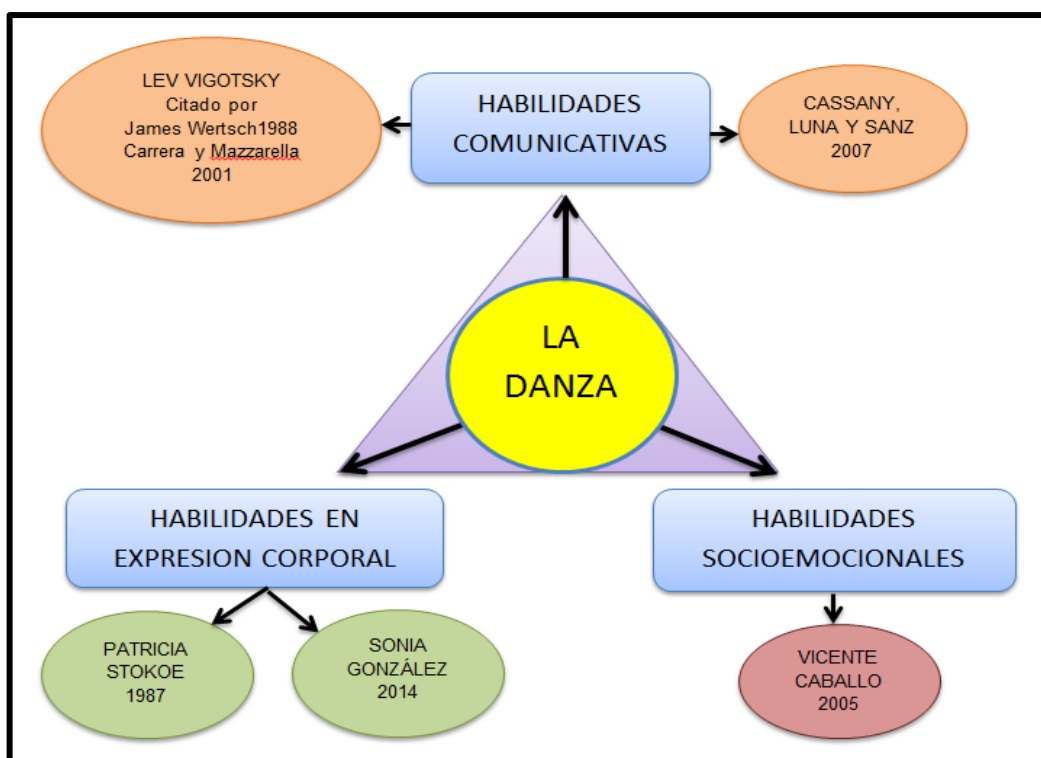 LEV VIGOTSKY
Citado por
James Wertsch1988
Carrera y Mazzarella
2001
HABILIDADES
COMUNICATIVAS
CASSANY,
LUNA Y SANZ
2007
LA
DANZA
HABILIDADES EN
EXPRESION CORPORAL
HABILIDADES
SOCIOEMOCIONALES
PATRICIA
STOKOE
1987
SONIA
GONZÁLEZ
2014
VICENTE
CABALLO
2005